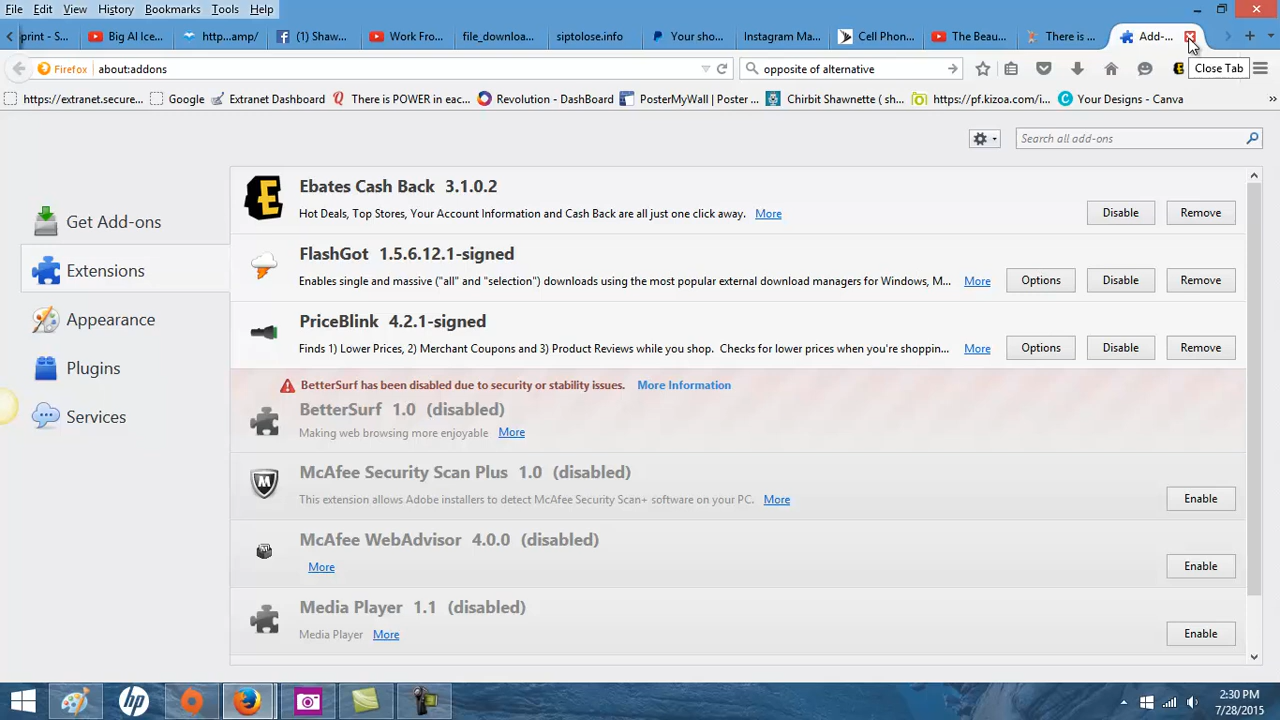 File Edit View History Bookmarks Tools Help
print - S... Big AI Ice... http...amp/ (1) Shaw... Work Fro... file_downloa... siptolose.info Your sho... Instagram Ma... Cell Phon... The Beau... There is ... Add-...
Firefox about:addons opposite of alternative Close Tab
https://extranet.secure... Google Extranet Dashboard There is POWER in eac... Revolution - DashBoard PosterMyWall | Poster ... Chirbit Shawnette ( sh... https://pf.kizoa.com/i... Your Designs - Canva »
Search all add-ons
Get Add-ons
Extensions
Appearance
Plugins
Services
Ebates Cash Back 3.1.0.2
Hot Deals, Top Stores, Your Account Information and Cash Back are all just one click away. More Disable Remove
FlashGot 1.5.6.12.1-signed
Enables single and massive ("all" and "selection") downloads using the most popular external download managers for Windows, M... More Options Disable Remove
PriceBlink 4.2.1-signed
Finds 1) Lower Prices, 2) Merchant Coupons and 3) Product Reviews while you shop. Checks for lower prices when you're shoppin... More Options Disable Remove
BetterSurf has been disabled due to security or stability issues. More Information
BetterSurf 1.0 (disabled)
Making web browsing more enjoyable More
McAfee Security Scan Plus 1.0 (disabled)
This extension allows Adobe installers to detect McAfee Security Scan+ software on your PC. More Enable
McAfee WebAdvisor 4.0.0 (disabled)
More Enable
Media Player 1.1 (disabled)
Media Player More Enable
2:30 PM
7/28/2015